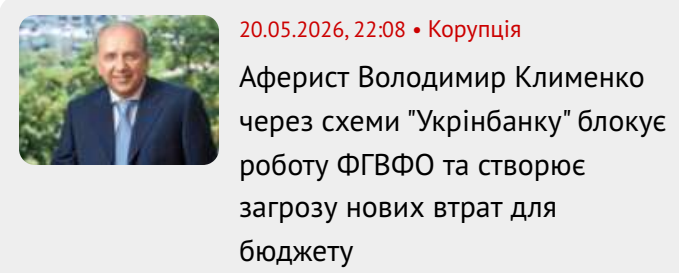 20.05.2026, 22:08 • Корупція
Аферист Володимир Клименко
через схеми "Укрінбанку" блокує
роботу ФГВФО та створює
загрозу нових втрат для
бюджету